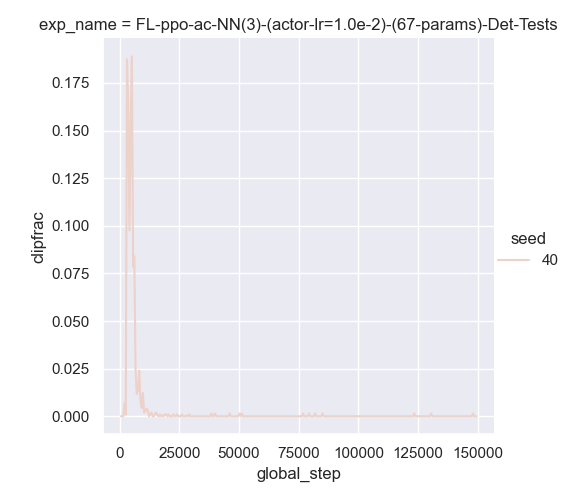 exp_name = FL-ppo-ac-NN(3)-(actor-lr=1.0e-2)-(67-params)-Det-Tests
0.175
0.150
0.125
0.100
0.075
0.050
0.025
0.000
clipfrac
0 25000 50000 75000 100000 125000 150000
global_step
seed
40